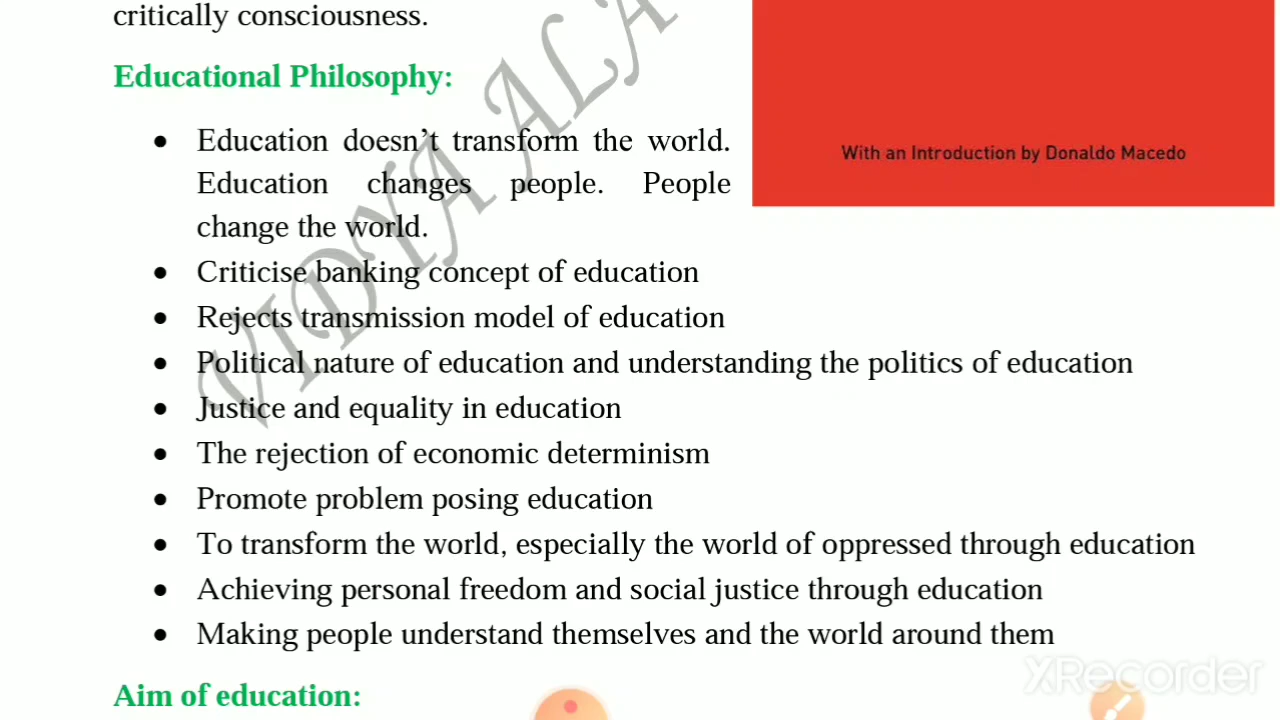 critically consciousness.
Educational Philosophy:
• Education doesn't transform the world.
Education changes people. People
change the world.
• Criticise banking concept of education
• Rejects transmission model of education
• Political nature of education and understanding the politics of education
• Justice and equality in education
• The rejection of economic determinism
• Promote problem posing education
• To transform the world, especially the world of oppressed through education
• Achieving personal freedom and social justice through education
• Making people understand themselves and the world around them
Aim of education:
With an Introduction by Donaldo Macedo
VIDYA ALA
XRecorder